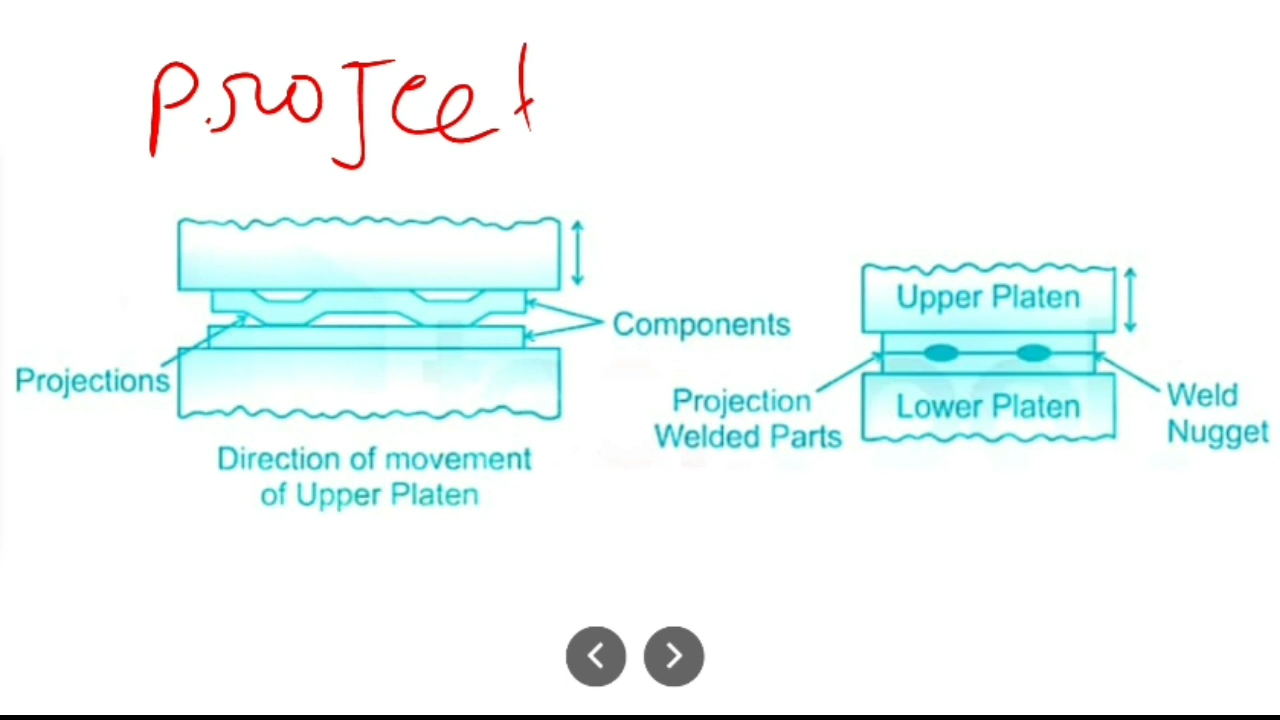 Project
Components
Projections
Direction of movement
of Upper Platen
Upper Platen
Projection
Welded Parts
Lower Platen
Weld
Nugget